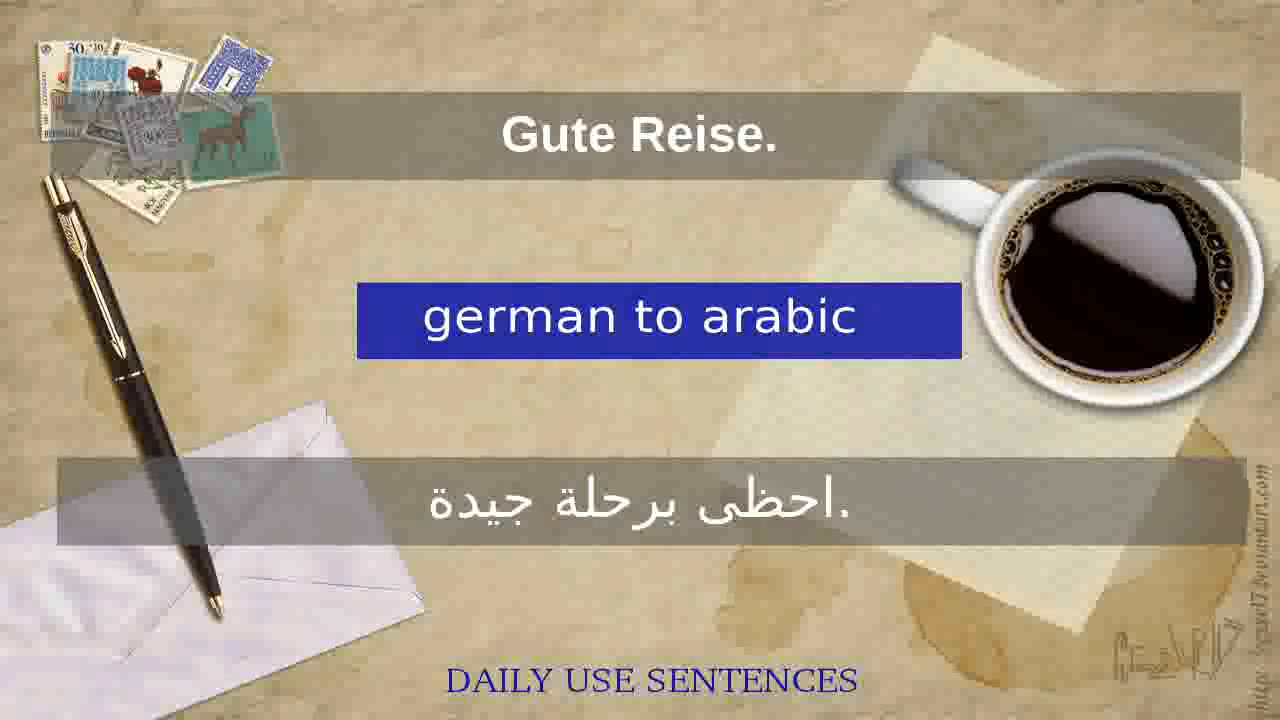 Gute Reise.
german to arabic
احظى برحلة جيدة.
DAILY USE SENTENCES